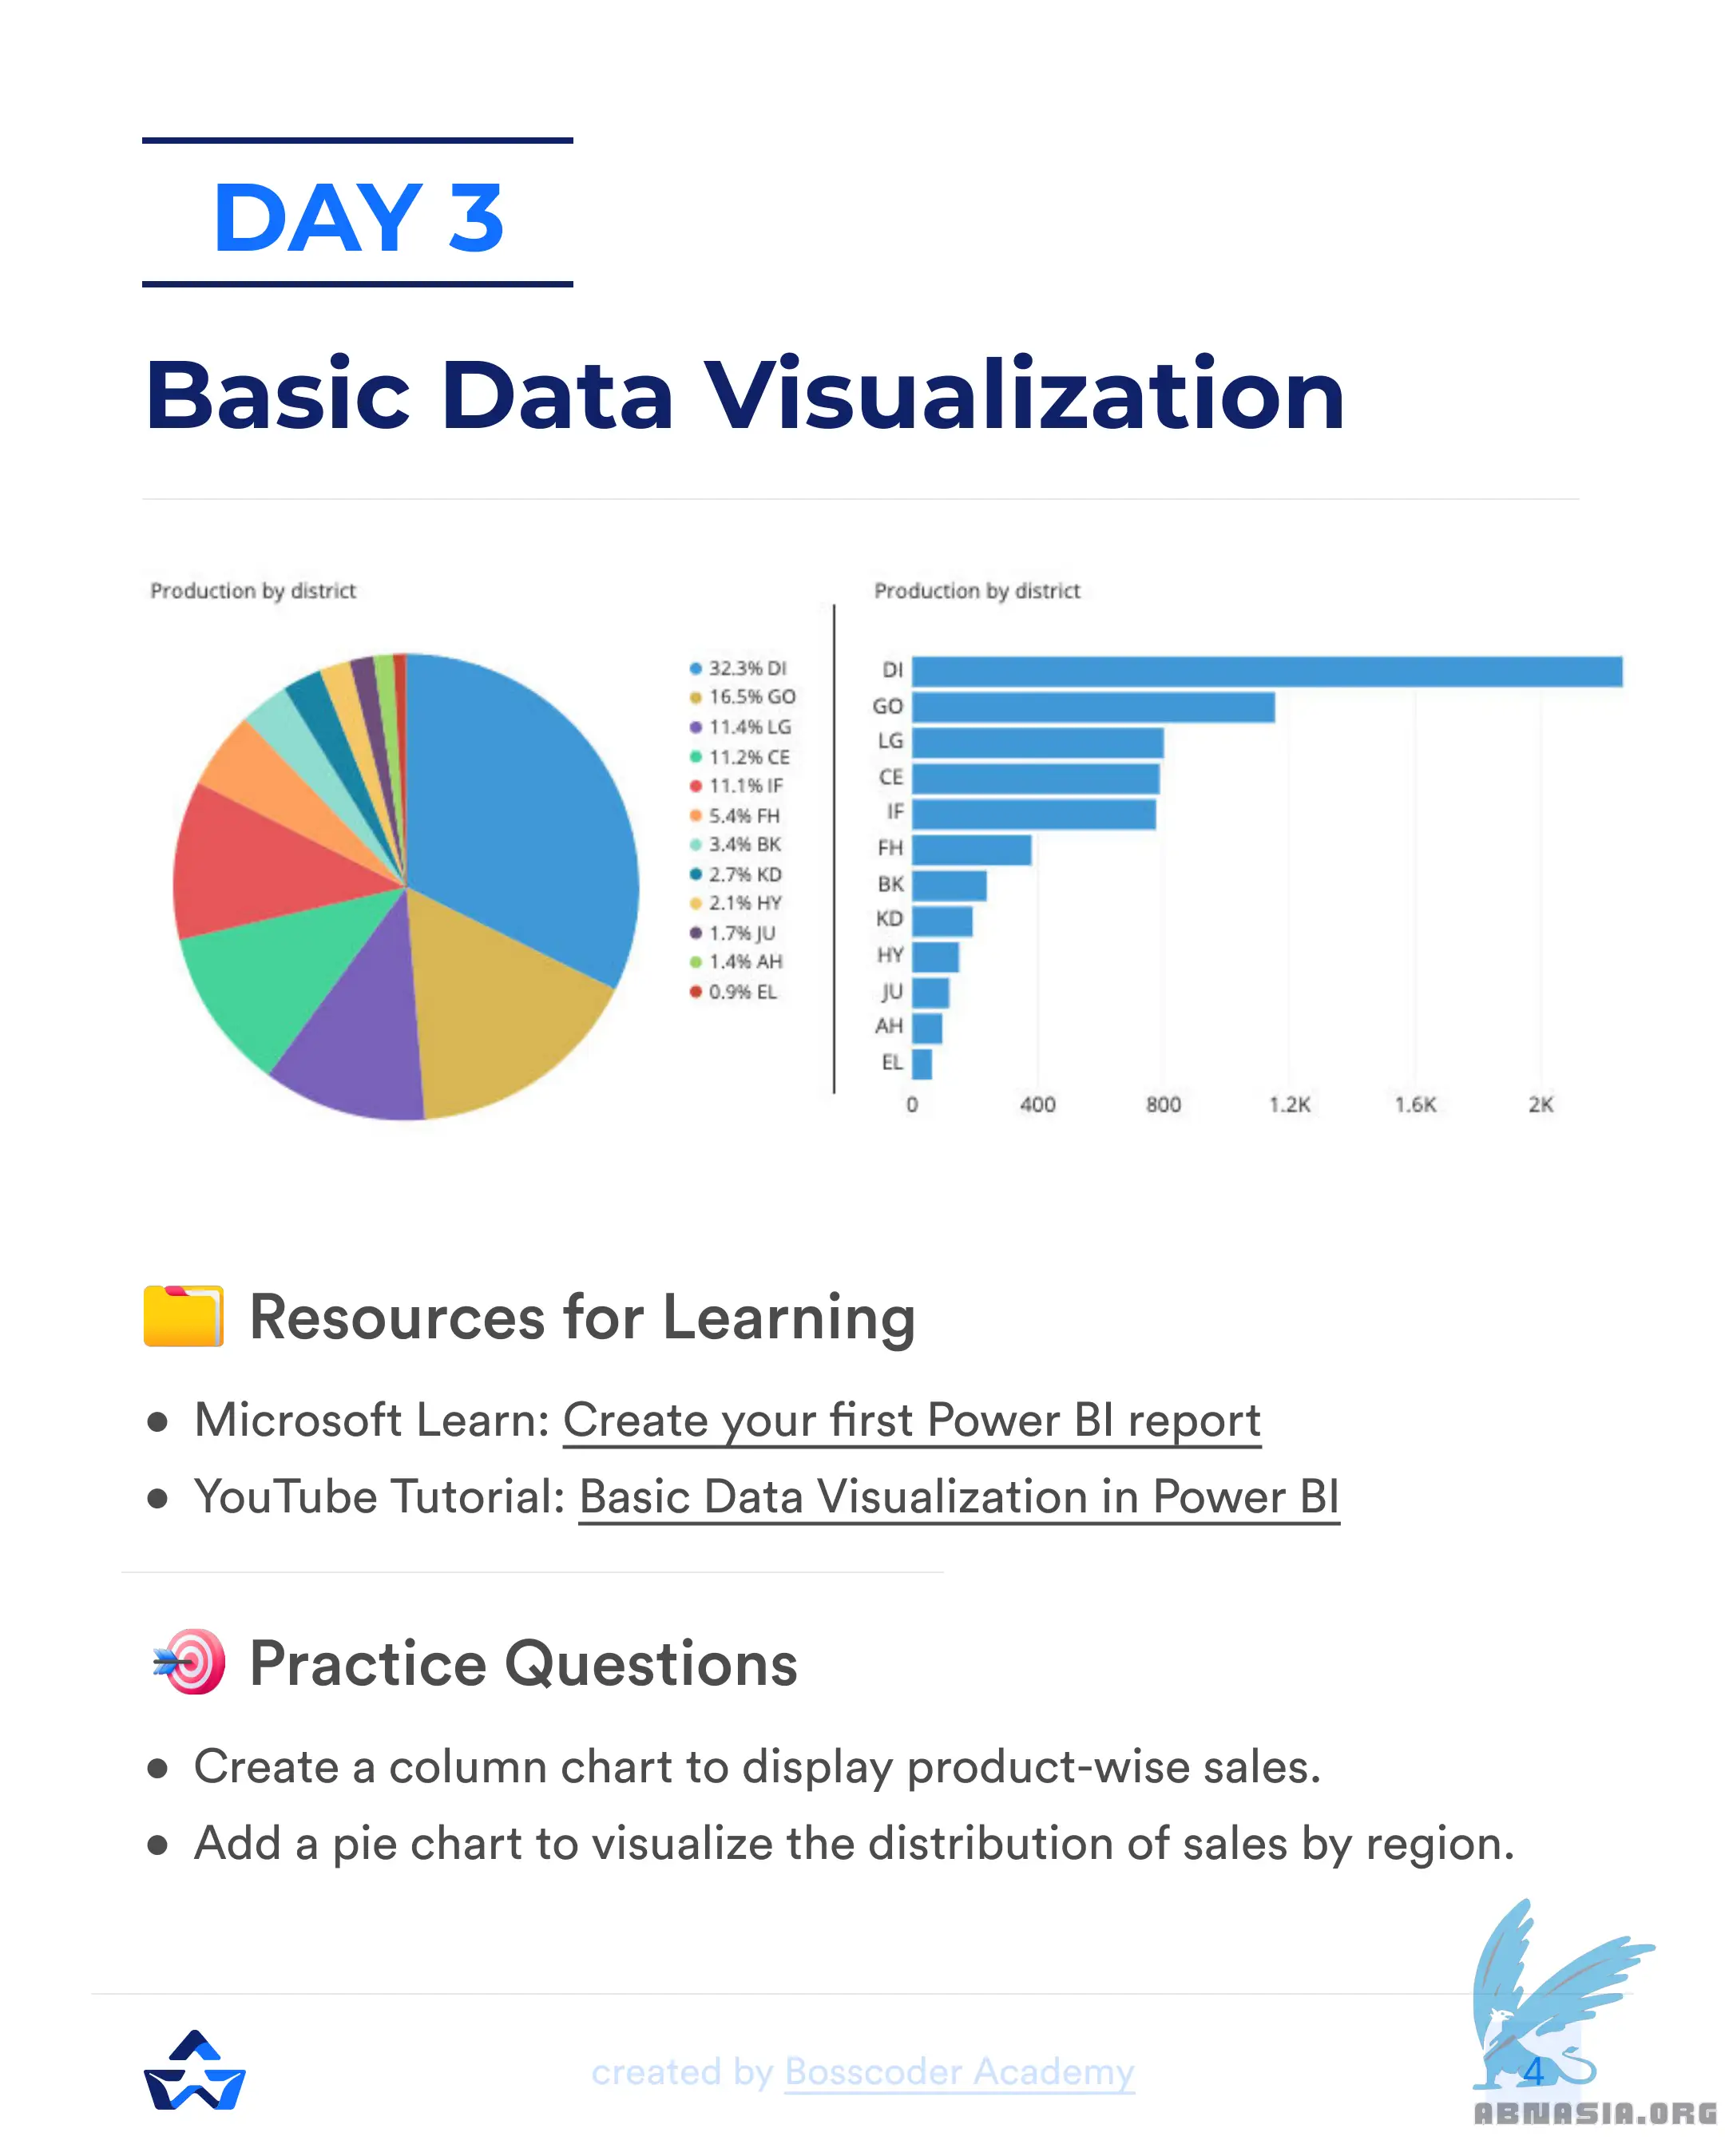 DAY 3
Basic Data Visualization
Production by district
32.3% DI
16.5% GO
11.4% LG
11.2% CE
11.1% IF
5.4% FH
3.4% BK
2.7% KD
2.1% HY
1.7% JU
1.4% AH
0.9% EL
Production by district
DI
GO
LG
CE
IF
FH
BK
KD
HY
JU
AH
EL
0 400 800 1.2K 1.6K 2K
Resources for Learning
● Microsoft Learn: Create your first Power BI report
● YouTube Tutorial: Basic Data Visualization in Power BI
Practice Questions
● Create a column chart to display product-wise sales.
● Add a pie chart to visualize the distribution of sales by region.
created by Bosscoder Academy
4
ABNASIA.ORG